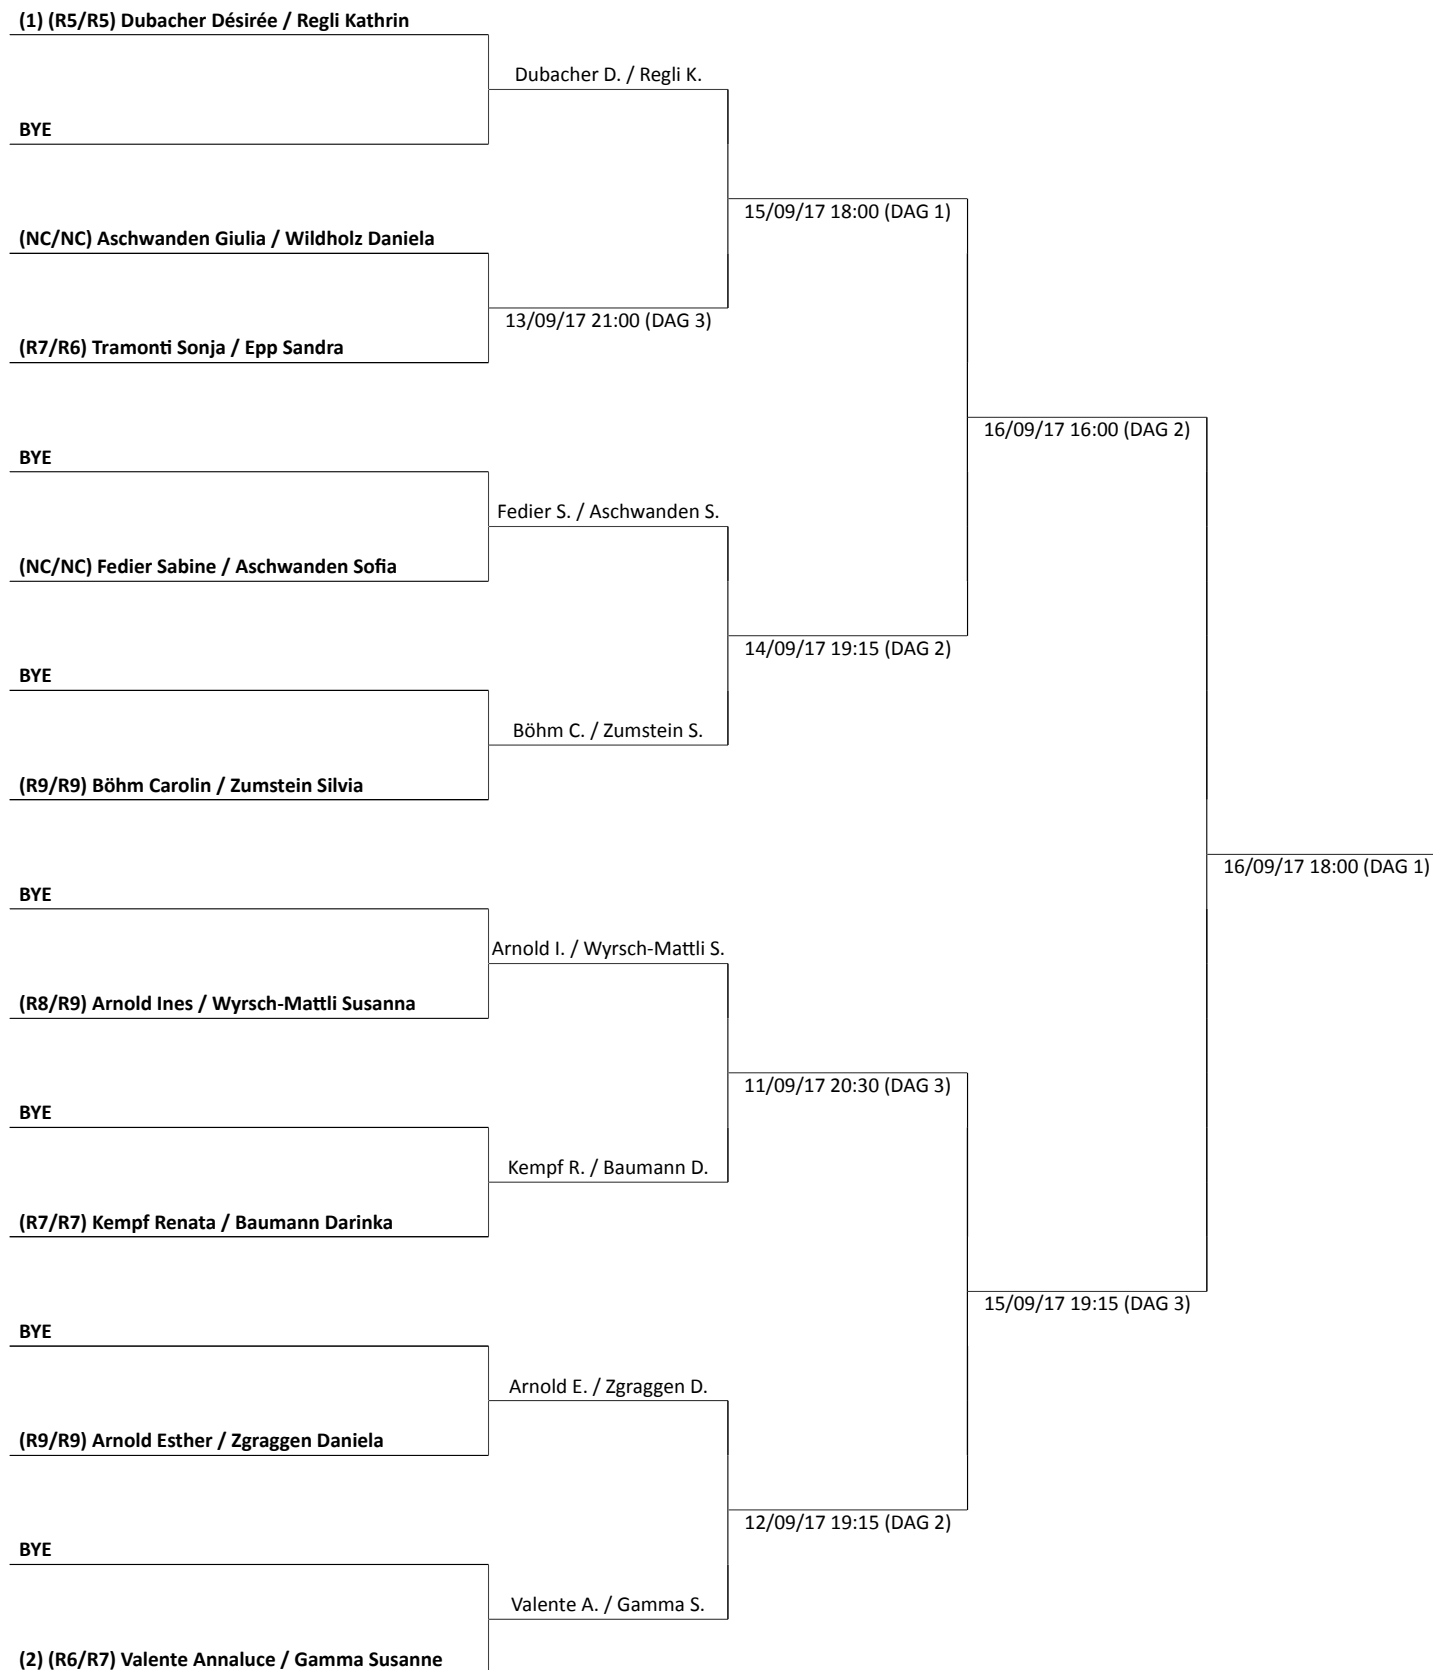 (1) (R5/R5) Dubacher Désirée / Regli Kathrin
Dubacher D. / Regli K.
BYE
15/09/17 18:00 (DAG 1)
(NC/NC) Aschwanden Giulia / Wildholz Daniela
13/09/17 21:00 (DAG 3)
(R7/R6) Tramonti Sonja / Epp Sandra
16/09/17 16:00 (DAG 2)
BYE
Fedier S. / Aschwanden S.
(NC/NC) Fedier Sabine / Aschwanden Sofia
14/09/17 19:15 (DAG 2)
BYE
Böhm C. / Zumstein S.
(R9/R9) Böhm Carolin / Zumstein Silvia
16/09/17 18:00 (DAG 1)
BYE
Arnold I. / Wyrsch-Mattli S.
(R8/R9) Arnold Ines / Wyrsch-Mattli Susanna
11/09/17 20:30 (DAG 3)
BYE
Kempf R. / Baumann D.
(R7/R7) Kempf Renata / Baumann Darinka
15/09/17 19:15 (DAG 3)
BYE
Arnold E. / Zgraggen D.
(R9/R9) Arnold Esther / Zgraggen Daniela
12/09/17 19:15 (DAG 2)
BYE
Valente A. / Gamma S.
(2) (R6/R7) Valente Annaluce / Gamma Susanne